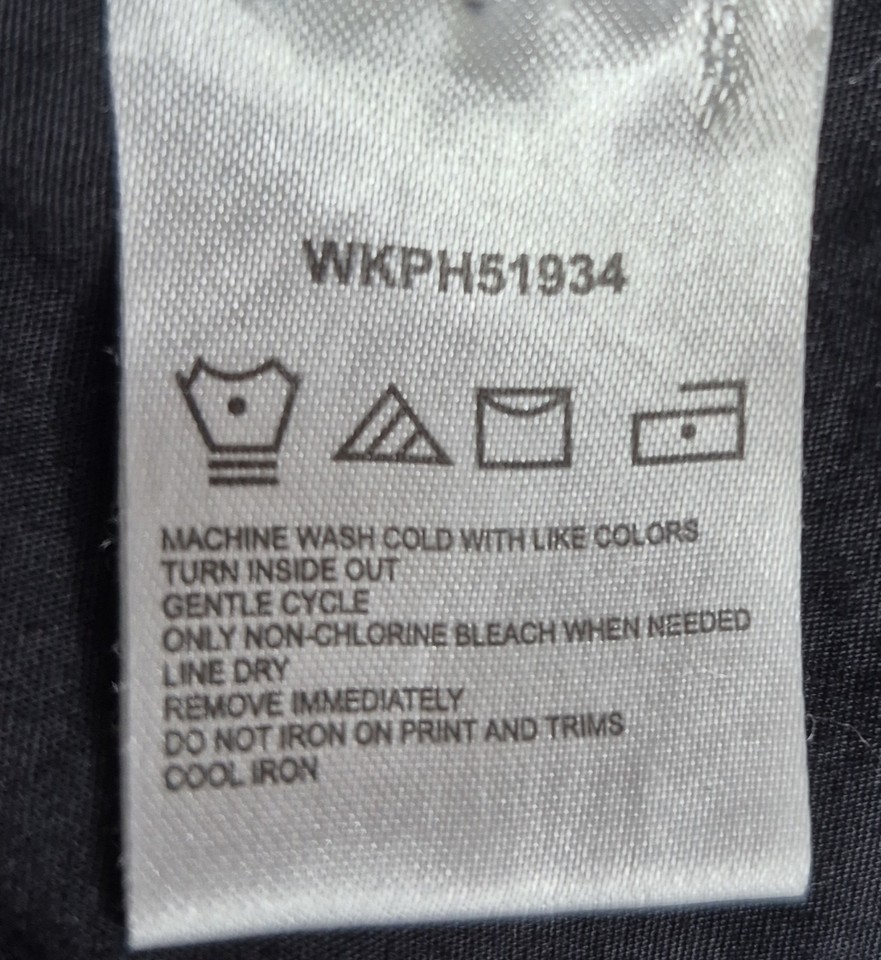 WKPH51934
MACHINE WASH COLD WITH LIKE COLORS
TURN INSIDE OUT
GENTLE CYCLE
ONLY NON-CHLORINE BLEACH WHEN NEEDED
LINE DRY
REMOVE IMMEDIATELY
DO NOT IRON ON PRINT AND TRIMS
COOL IRON